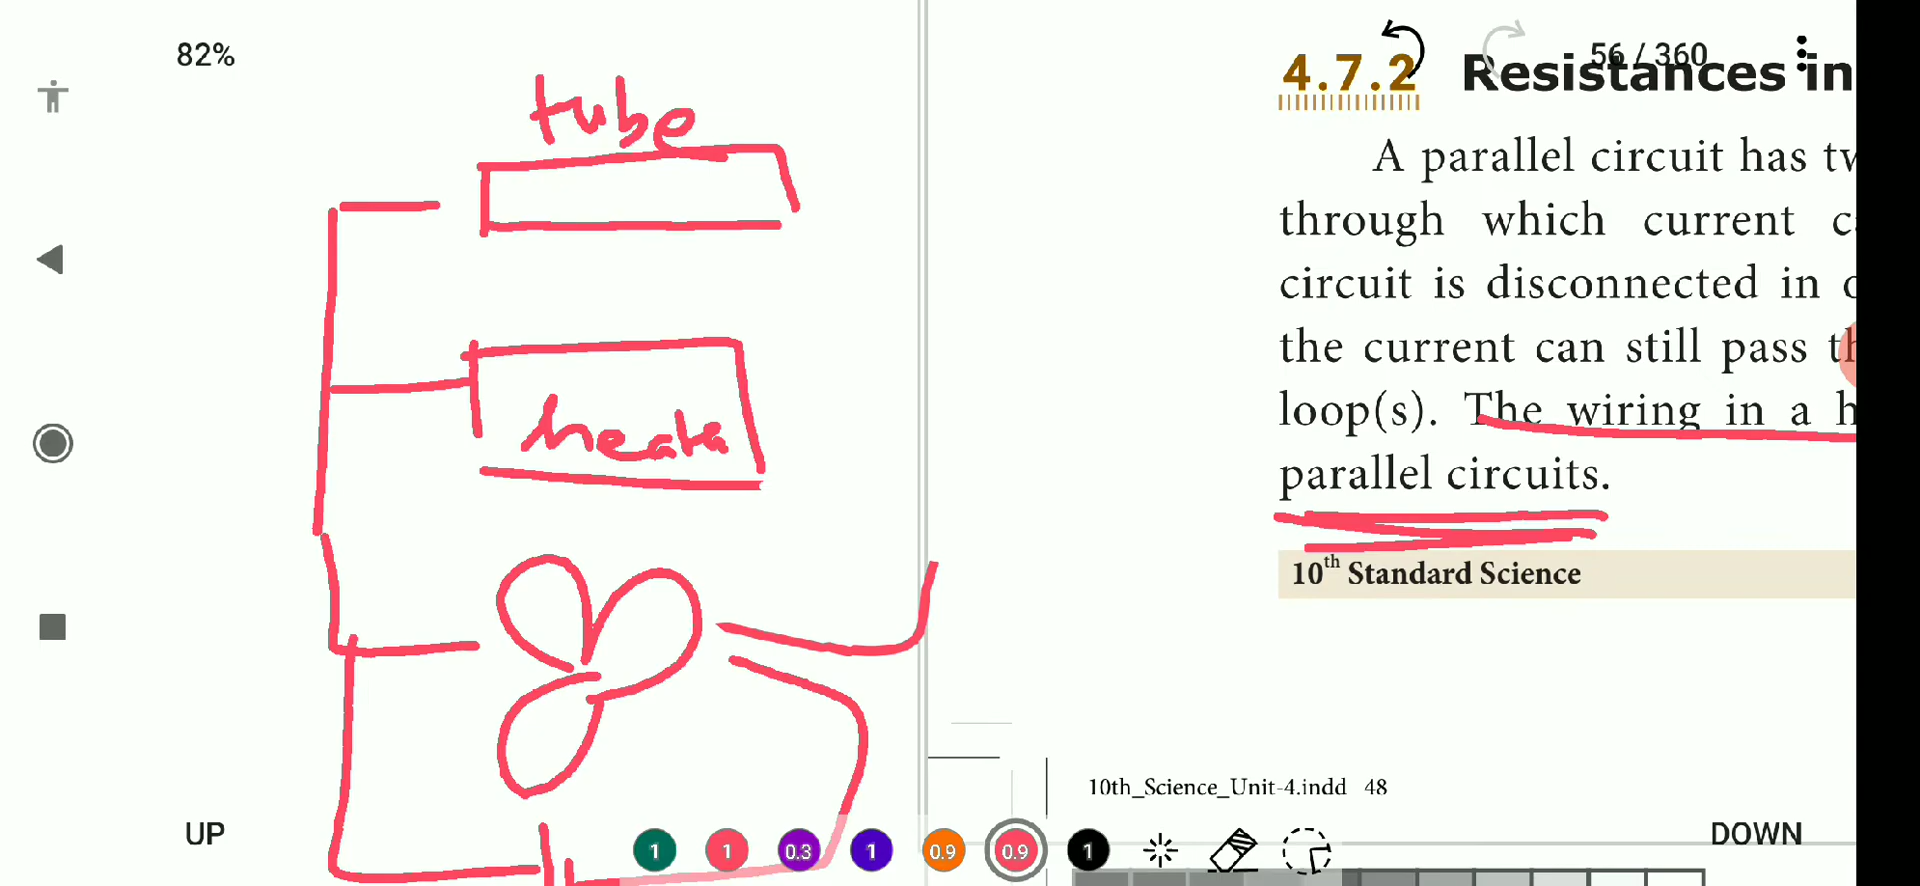 82%
tube
heate
UP
4.7.2 Resistances in
56 / 360
A parallel circuit has tw
through which current c
circuit is disconnected in o
the current can still pass th
loop(s). The wiring in a h
parallel circuits.
10th Standard Science
10th_Science_Unit-4.indd 48
DOWN
1 1 0.3 1 0.9 0.9 1